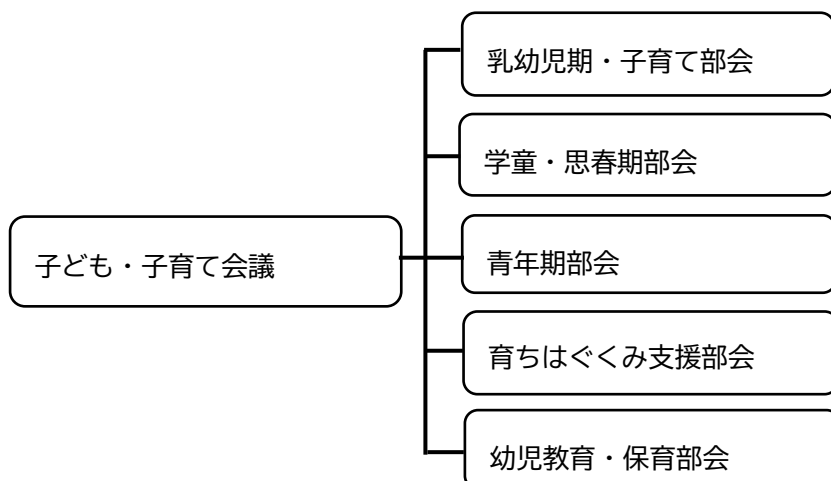 子ども・子育て会議
乳幼児期・子育て部会
学童・思春期部会
青年期部会
育ちはぐくみ支援部会
幼児教育・保育部会